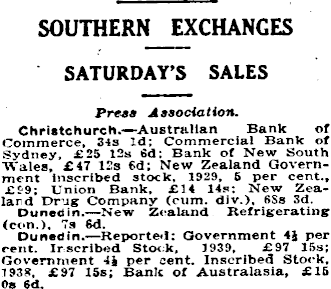 SOUTHERN EXCHANGES
SATURDAY'S SALES
Press Association.
Christchurch.—Australian Bank of
Commerce, 34s 1d; Commercial Bank of
Sydney, £25 12s 6d; Bank of New South
Wales, £47 12s 6d; New Zealand Govern-
ment inscribed stock, 1929, 5 per cent.,
£99; Union Bank, £14 14s; New Zea-
land Drug Company (cum. div.), 68s 3d.
Dunedin.—New Zealand Refrigerating
(con.), 7s 6d.
Dunedin.—Reported: Government 4½ per
cent. Inscribed Stock, 1939, £97 15s;
Government 4½ per cent. Inscribed Stock,
1938, £97 15s; Bank of Australasia, £15
0s 6d.